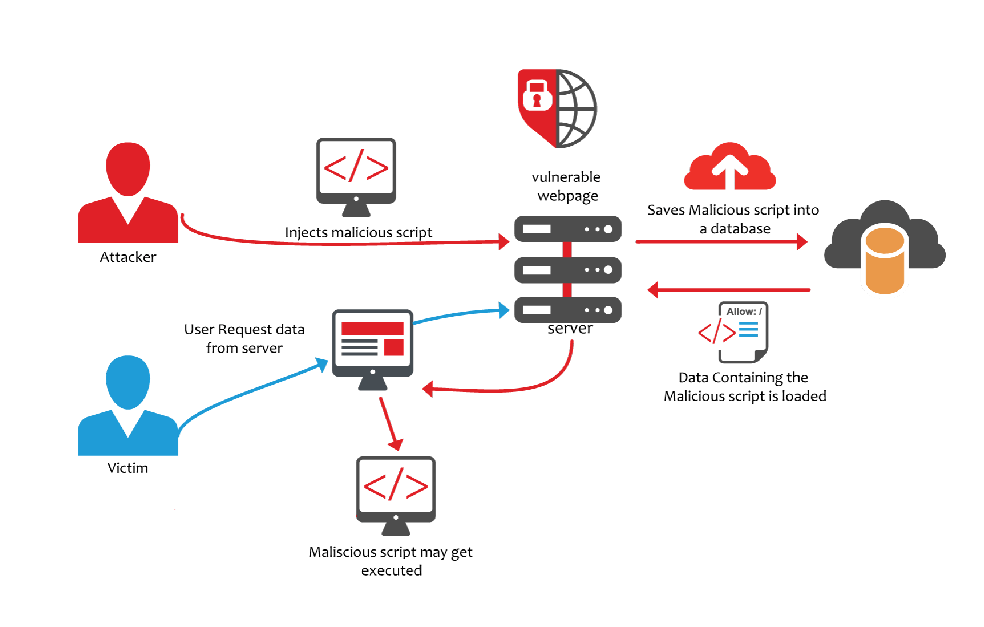 vulnerable
webpage
Injects malicious script
Attacker
Saves Malicious script into
a database
User Request data
from server
server
Allow: /
Data Containing the
Malicious script is loaded
Victim
Maliscious script may get
executed